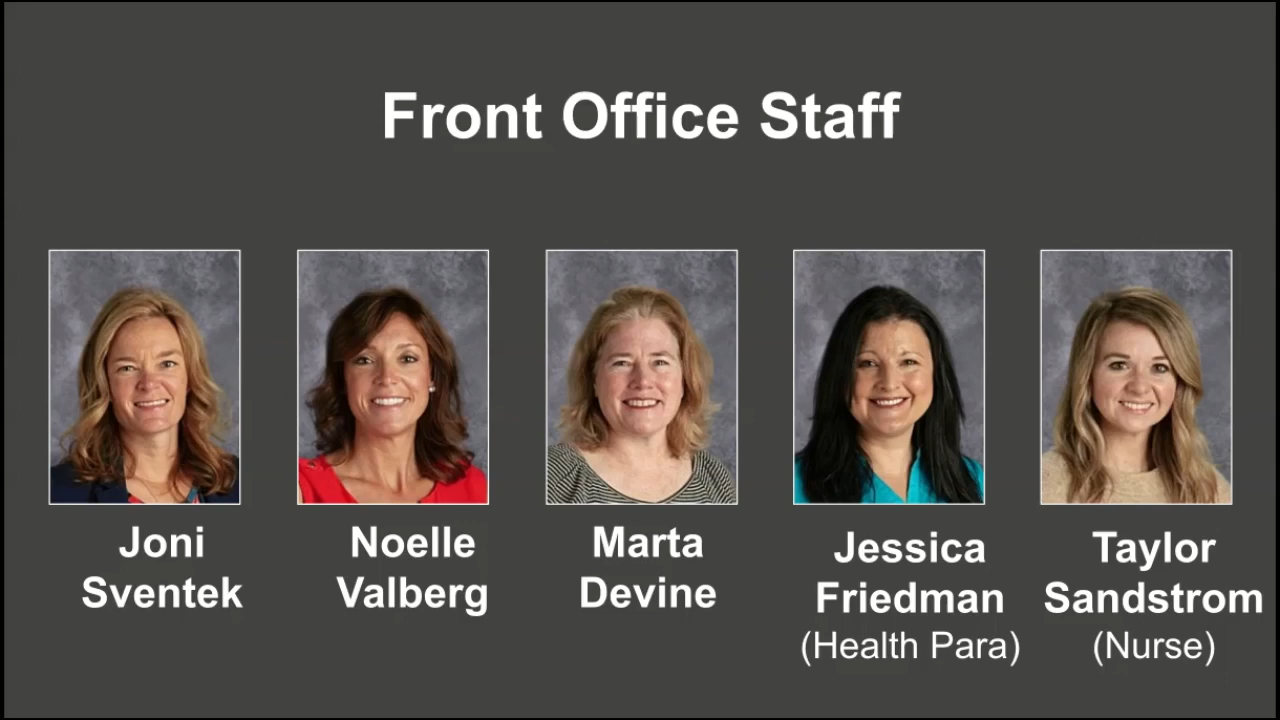 Front Office Staff
Joni
Sventek
Noelle
Valberg
Marta
Devine
Jessica
Friedman
(Health Para)
Taylor
Sandstrom
(Nurse)